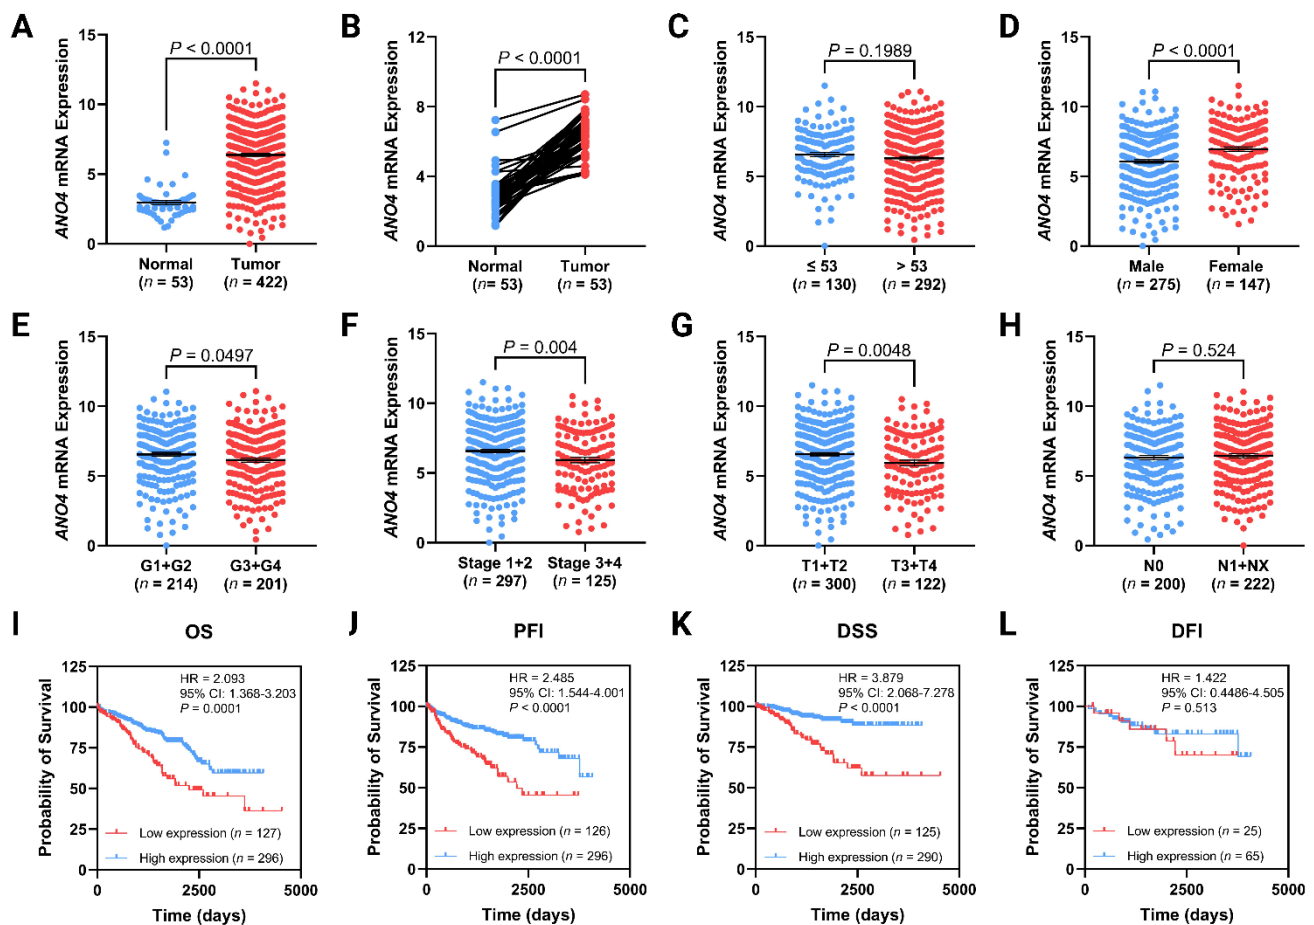 A
ANO4 mRNA Expression
15
10
5
0
P < 0.0001
Normal
(n = 53)
Tumor
(n = 422)
B
ANO4 mRNA Expression
12
8
4
0
P < 0.0001
Normal
(n = 53)
Tumor
(n = 53)
C
ANO4 mRNA Expression
15
10
5
0
P = 0.1989
≤ 53
(n = 130)
> 53
(n = 292)
D
ANO4 mRNA Expression
15
10
5
0
P < 0.0001
Male
(n = 275)
Female
(n = 147)
E
ANO4 mRNA Expression
15
10
5
0
P = 0.0497
G1+G2
(n = 214)
G3+G4
(n = 201)
F
ANO4 mRNA Expression
15
10
5
0
P = 0.004
Stage 1+2
(n = 297)
Stage 3+4
(n = 125)
G
ANO4 mRNA Expression
15
10
5
0
P = 0.0048
T1+T2
(n = 300)
T3+T4
(n = 122)
H
ANO4 mRNA Expression
15
10
5
0
P = 0.524
N0
(n = 200)
N1+NX
(n = 222)
I
OS
Probability of Survival
125
100
75
50
25
0
HR = 2.093
95% CI: 1.368-3.203
P = 0.0001
Low expression (n = 127)
High expression (n = 296)
0 2500 5000
Time (days)
J
PFI
Probability of Survival
125
100
75
50
25
0
HR = 2.485
95% CI: 1.544-4.001
P < 0.0001
Low expression (n = 126)
High expression (n = 296)
0 2500 5000
Time (days)
K
DSS
Probability of Survival
125
100
75
50
25
0
HR = 3.879
95% CI: 2.068-7.278
P < 0.0001
Low expression (n = 125)
High expression (n = 290)
0 2500 5000
Time (days)
L
DFI
Probability of Survival
125
100
75
50
25
0
HR = 1.422
95% CI: 0.4486-4.505
P = 0.513
Low expression (n = 25)
High expression (n = 65)
0 2500 5000
Time (days)